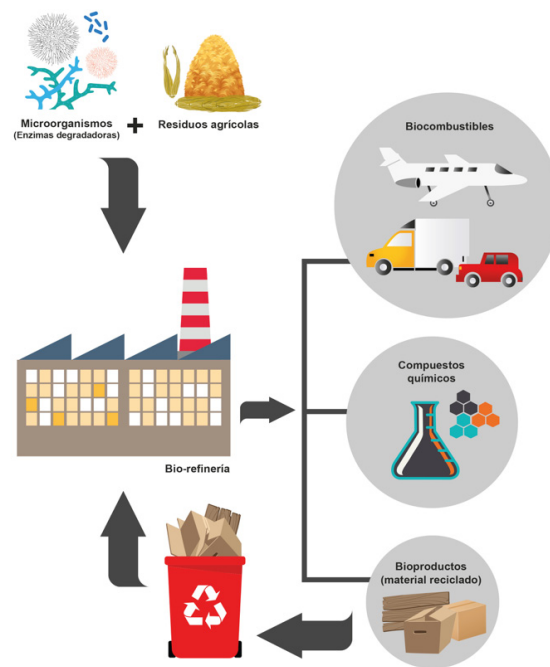 Microorganismos
(Enzimas degradadoras)
+
Residuos agrícolas
Biocombustibles
Compuestos
químicos
Bio-refinería
Bioproductos
(material reciclado)